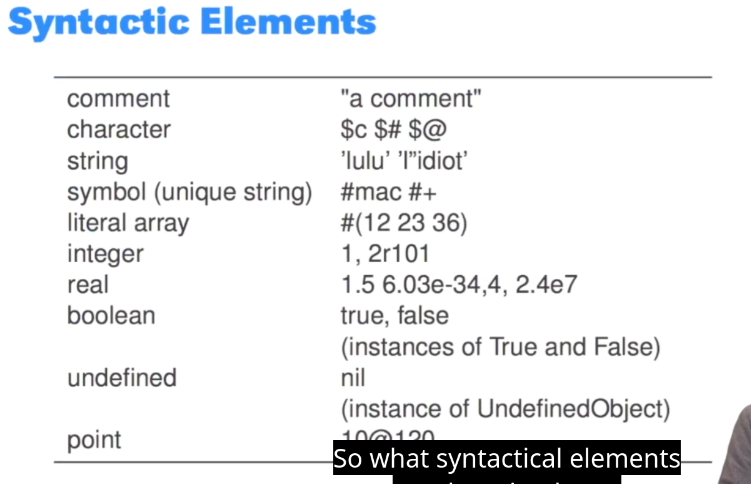 Syntactic Elements
comment "a comment"
character $c $# $@
string ’lulu’ ’l’’idiot’
symbol (unique string) #mac #+
literal array #(12 23 36)
integer 1, 2r101
real 1.5 6.03e-34,4, 2.4e7
boolean true, false
(instances of True and False)
undefined nil
(instance of UndefinedObject)
point 10@120
So what syntactical elements